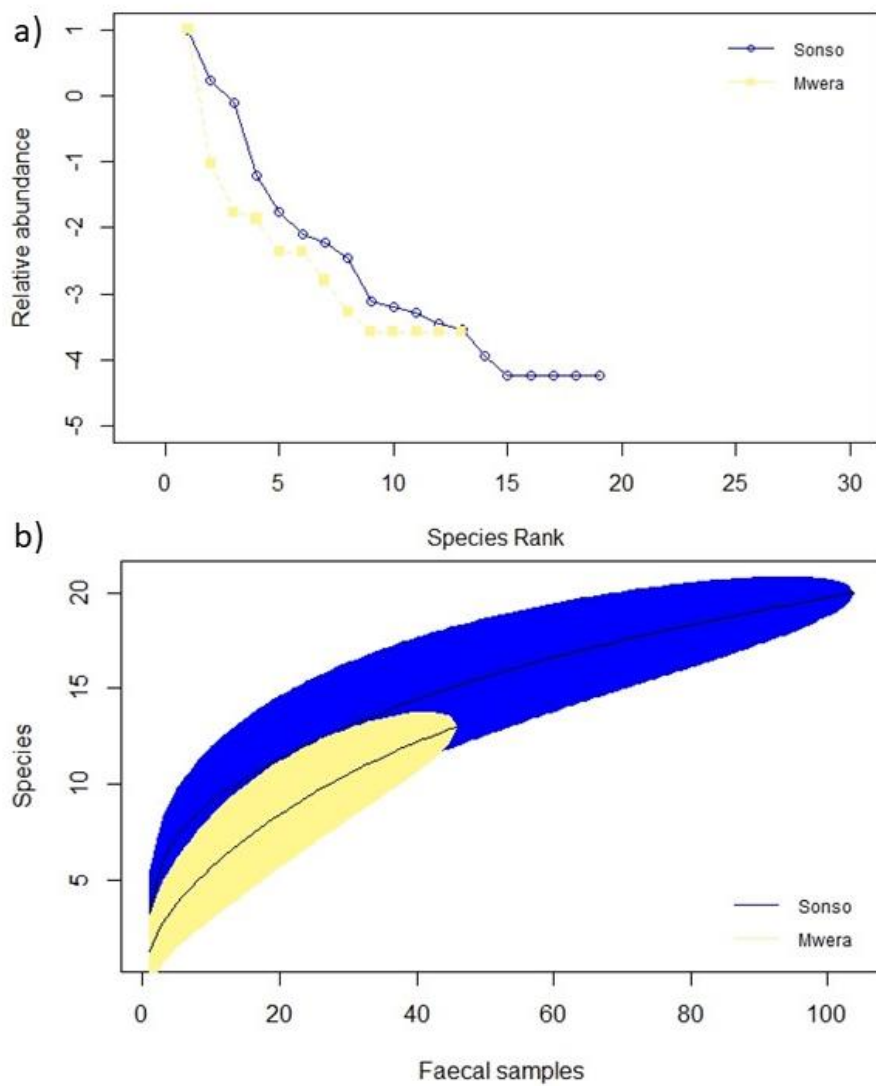 a)
Relative abundance
1
0
-1
-2
-3
-4
-5
Sonso
Mwera
0 5 10 15 20 25 30
Species Rank
b)
Species
20
15
10
5
Sonso
Mwera
0 20 40 60 80 100
Faecal samples